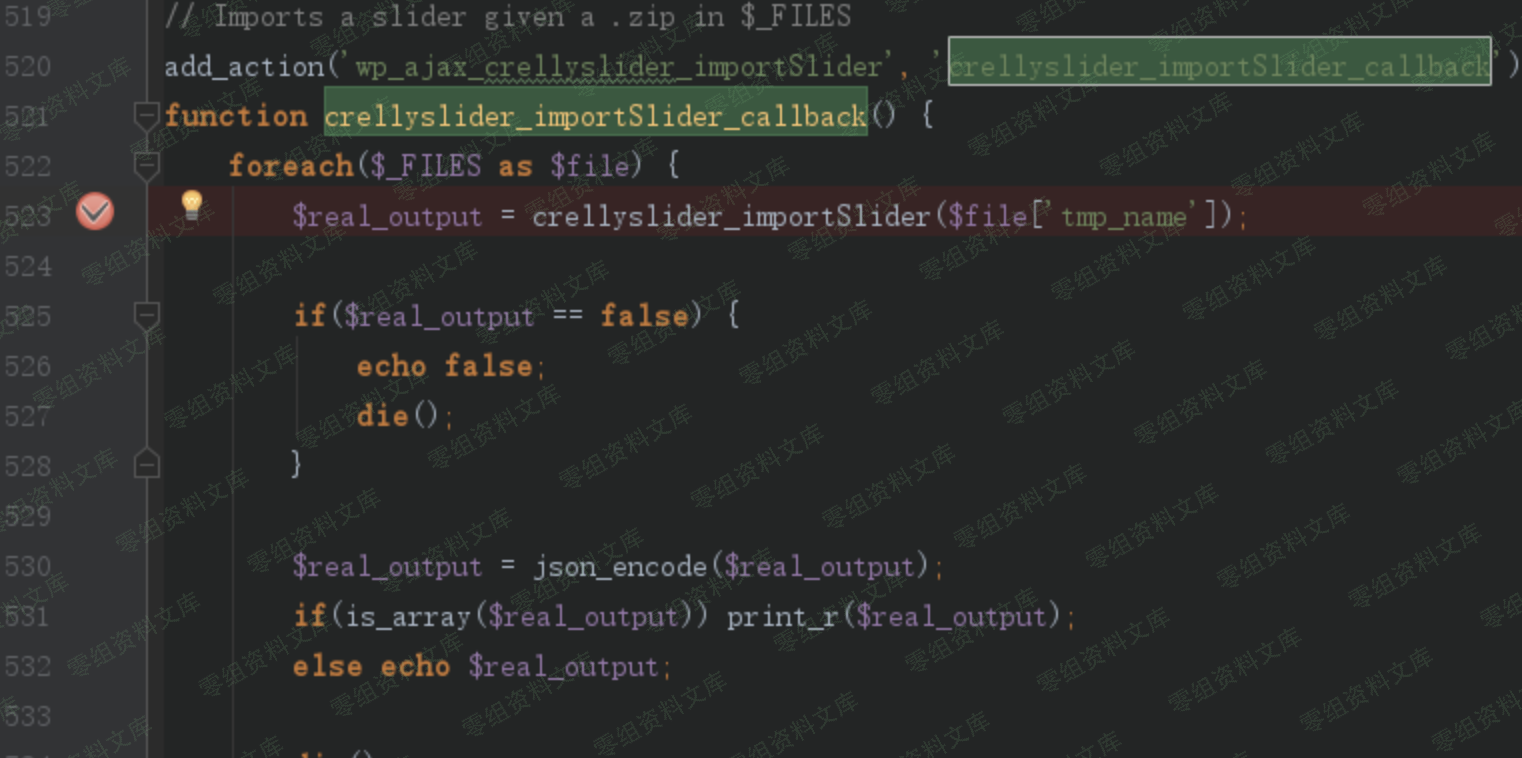 519 // Imports a slider given a .zip in $_FILES
520 add_action('wp_ajax_crellyslider_importSlider', 'crellyslider_importSlider_callback')
521 function crellyslider_importSlider_callback() {
522 foreach($_FILES as $file) {
523 $real_output = crellyslider_importSlider($file['tmp_name']);
524
525 if($real_output == false) {
526 echo false;
527 die();
528 }
529
530 $real_output = json_encode($real_output);
531 if(is_array($real_output)) print_r($real_output);
532 else echo $real_output;
533
零组资料文库